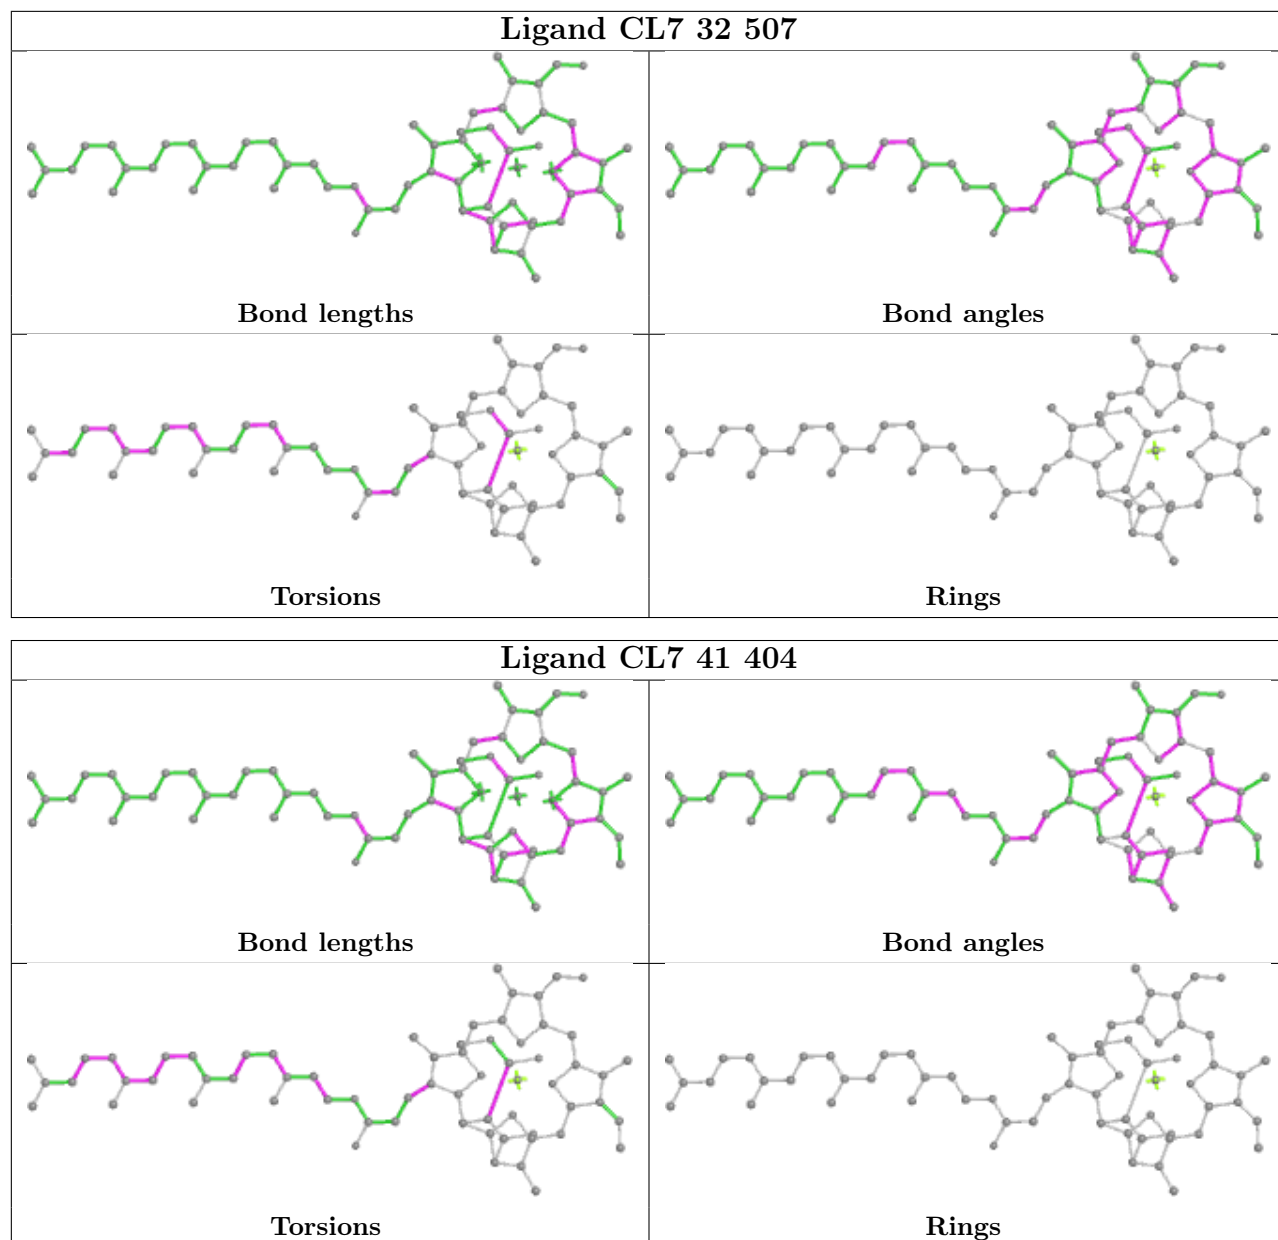 Ligand CL7 32 507
Bond lengths
Bond angles
Torsions
Rings
Ligand CL7 41 404
Bond lengths
Bond angles
Torsions
Rings